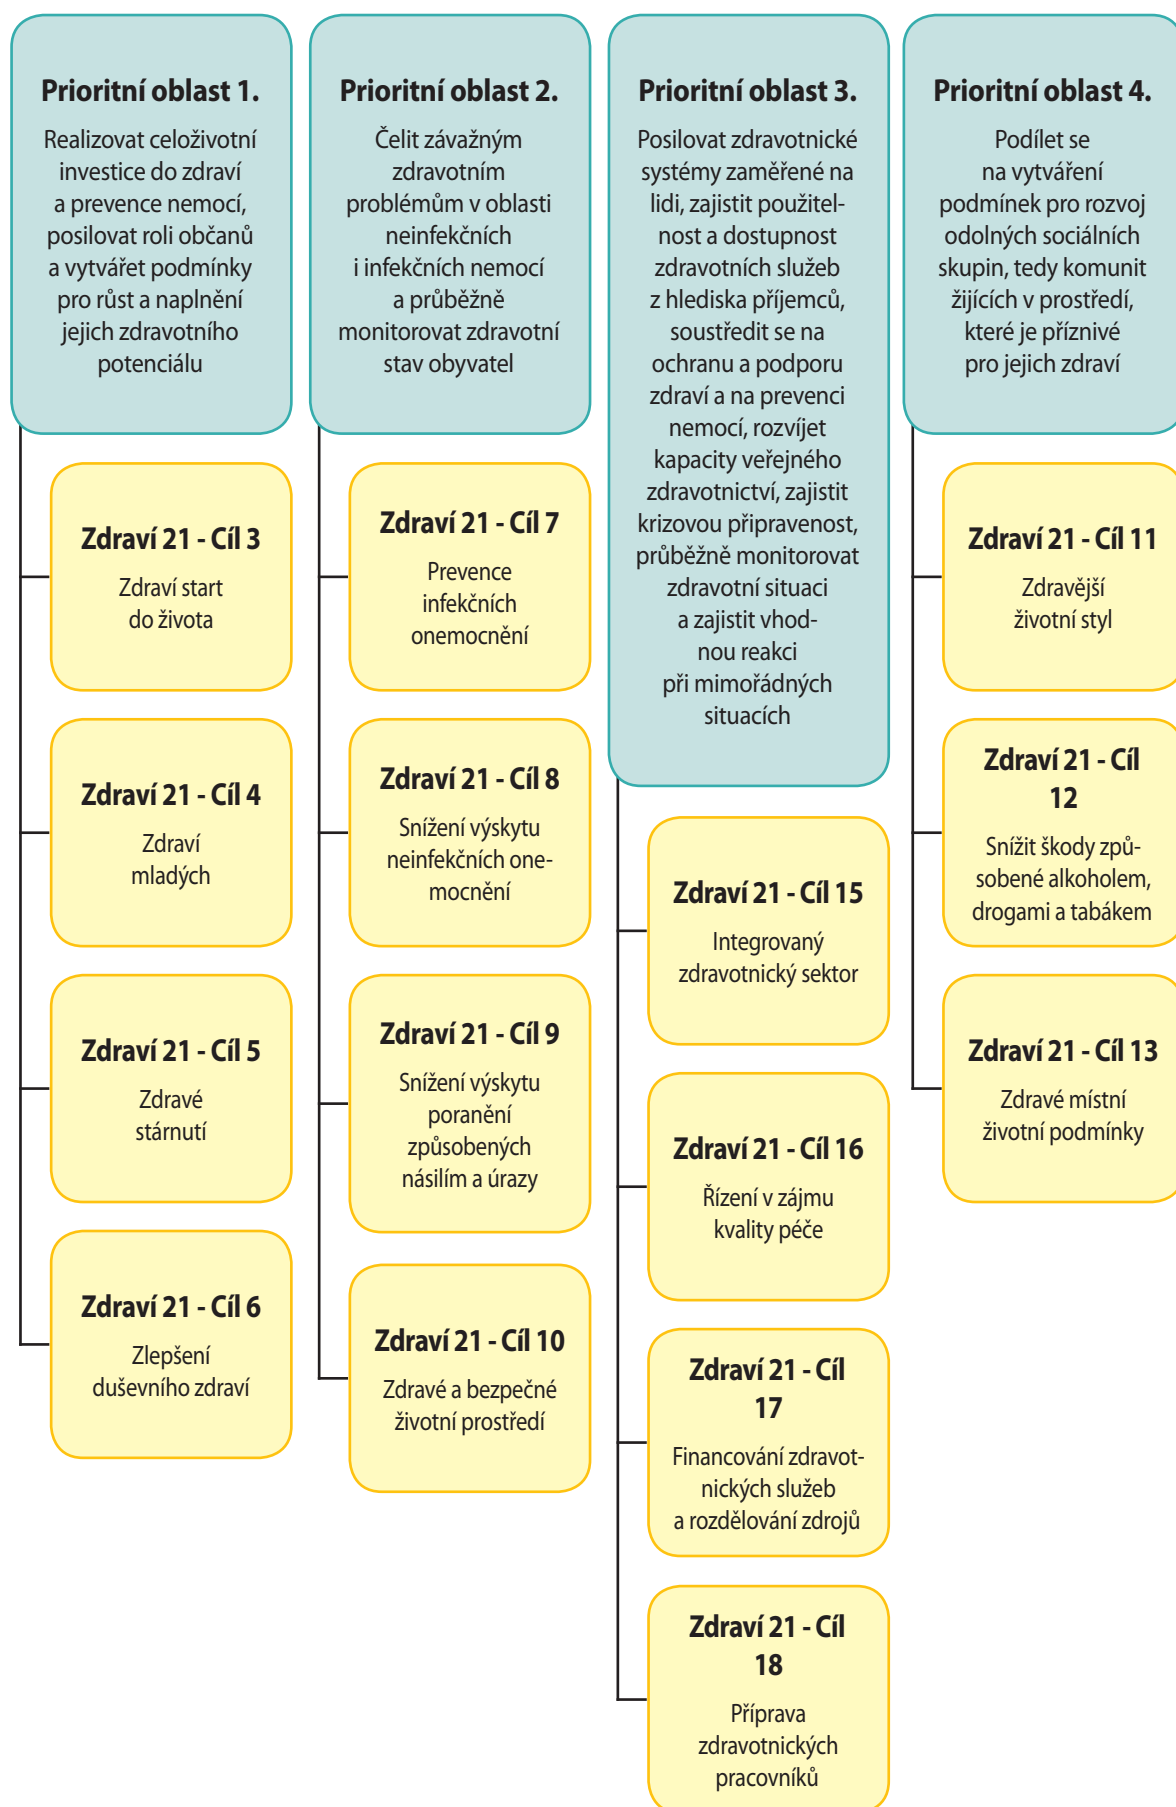 Prioritní oblast 1.
Realizovat celoživotní
investice do zdraví
a prevence nemocí,
posilovat roli občanů
a vytvářet podmínky
pro růst a naplnění
jejich zdravotního
potenciálu
Zdraví 21 - Cíl 3
Zdraví start
do života
Zdraví 21 - Cíl 4
Zdraví
mladých
Zdraví 21 - Cíl 5
Zdravé
stárnutí
Zdraví 21 - Cíl 6
Zlepšení
duševního zdraví
Prioritní oblast 2.
Čelit závažným
zdravotním
problémům v oblasti
neinfekčních
i infekčních nemocí
a průběžně
monitorovat zdravotní
stav obyvatel
Zdraví 21 - Cíl 7
Prevence
infekčních
onemocnění
Zdraví 21 - Cíl 8
Snížení výskytu
neinfekčních one-
mocnění
Zdraví 21 - Cíl 9
Snížení výskytu
poranění
způsobených
násilím a úrazy
Zdraví 21 - Cíl 10
Zdravé a bezpečné
životní prostředí
Prioritní oblast 3.
Posilovat zdravotnické
systémy zaměřené na
lidi, zajistit použitel-
nost a dostupnost
zdravotních služeb
z hlediska příjemců,
soustředit se na
ochranu a podporu
zdraví a na prevenci
nemocí, rozvíjet
kapacity veřejného
zdravotnictví, zajistit
krizovou připravenost,
průběžně monitorovat
zdravotní situaci
a zajistit vhod-
nou reakci
při mimořádných
situacích
Zdraví 21 - Cíl 15
Integrovaný
zdravotnický sektor
Zdraví 21 - Cíl 16
Řízení v zájmu
kvality péče
Zdraví 21 - Cíl
17
Financování zdravot-
nických služeb
a rozdělování zdrojů
Zdraví 21 - Cíl
18
Příprava
zdravotnických
pracovníků
Prioritní oblast 4.
Podílet se
na vytváření
podmínek pro rozvoj
odolných sociálních
skupin, tedy komunit
žijících v prostředí,
které je příznivé
pro jejich zdraví
Zdraví 21 - Cíl 11
Zdravější
životní styl
Zdraví 21 - Cíl
12
Snížit škody způ-
sobené alkoholem,
drogami a tabákem
Zdraví 21 - Cíl 13
Zdravé místní
životní podmínky